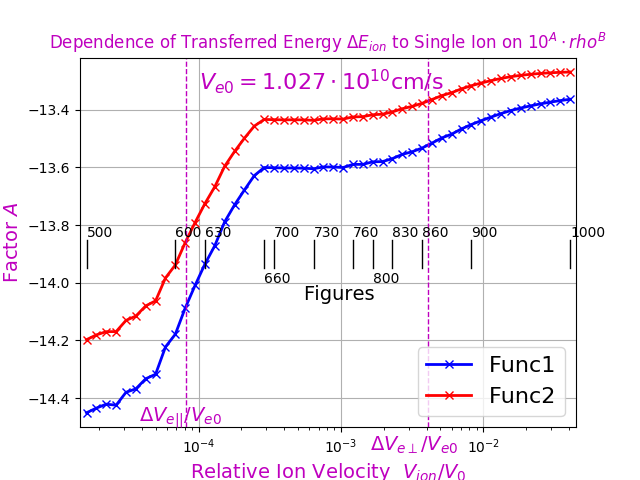 Dependence of Transferred Energy ΔE_ion to Single Ion on 10^A · rho^B
V_e0 = 1.027 · 10^10 cm/s
Factor A
−13.4
−13.6
−13.8
−14.0
−14.2
−14.4
500 600 630 700 730 760 830 860 900 1000
660 800
Figures
Func1
Func2
ΔV_e||/V_e0
ΔV_e⊥/V_e0
10^−4 10^−3 10^−2
Relative Ion Velocity V_ion/V_0